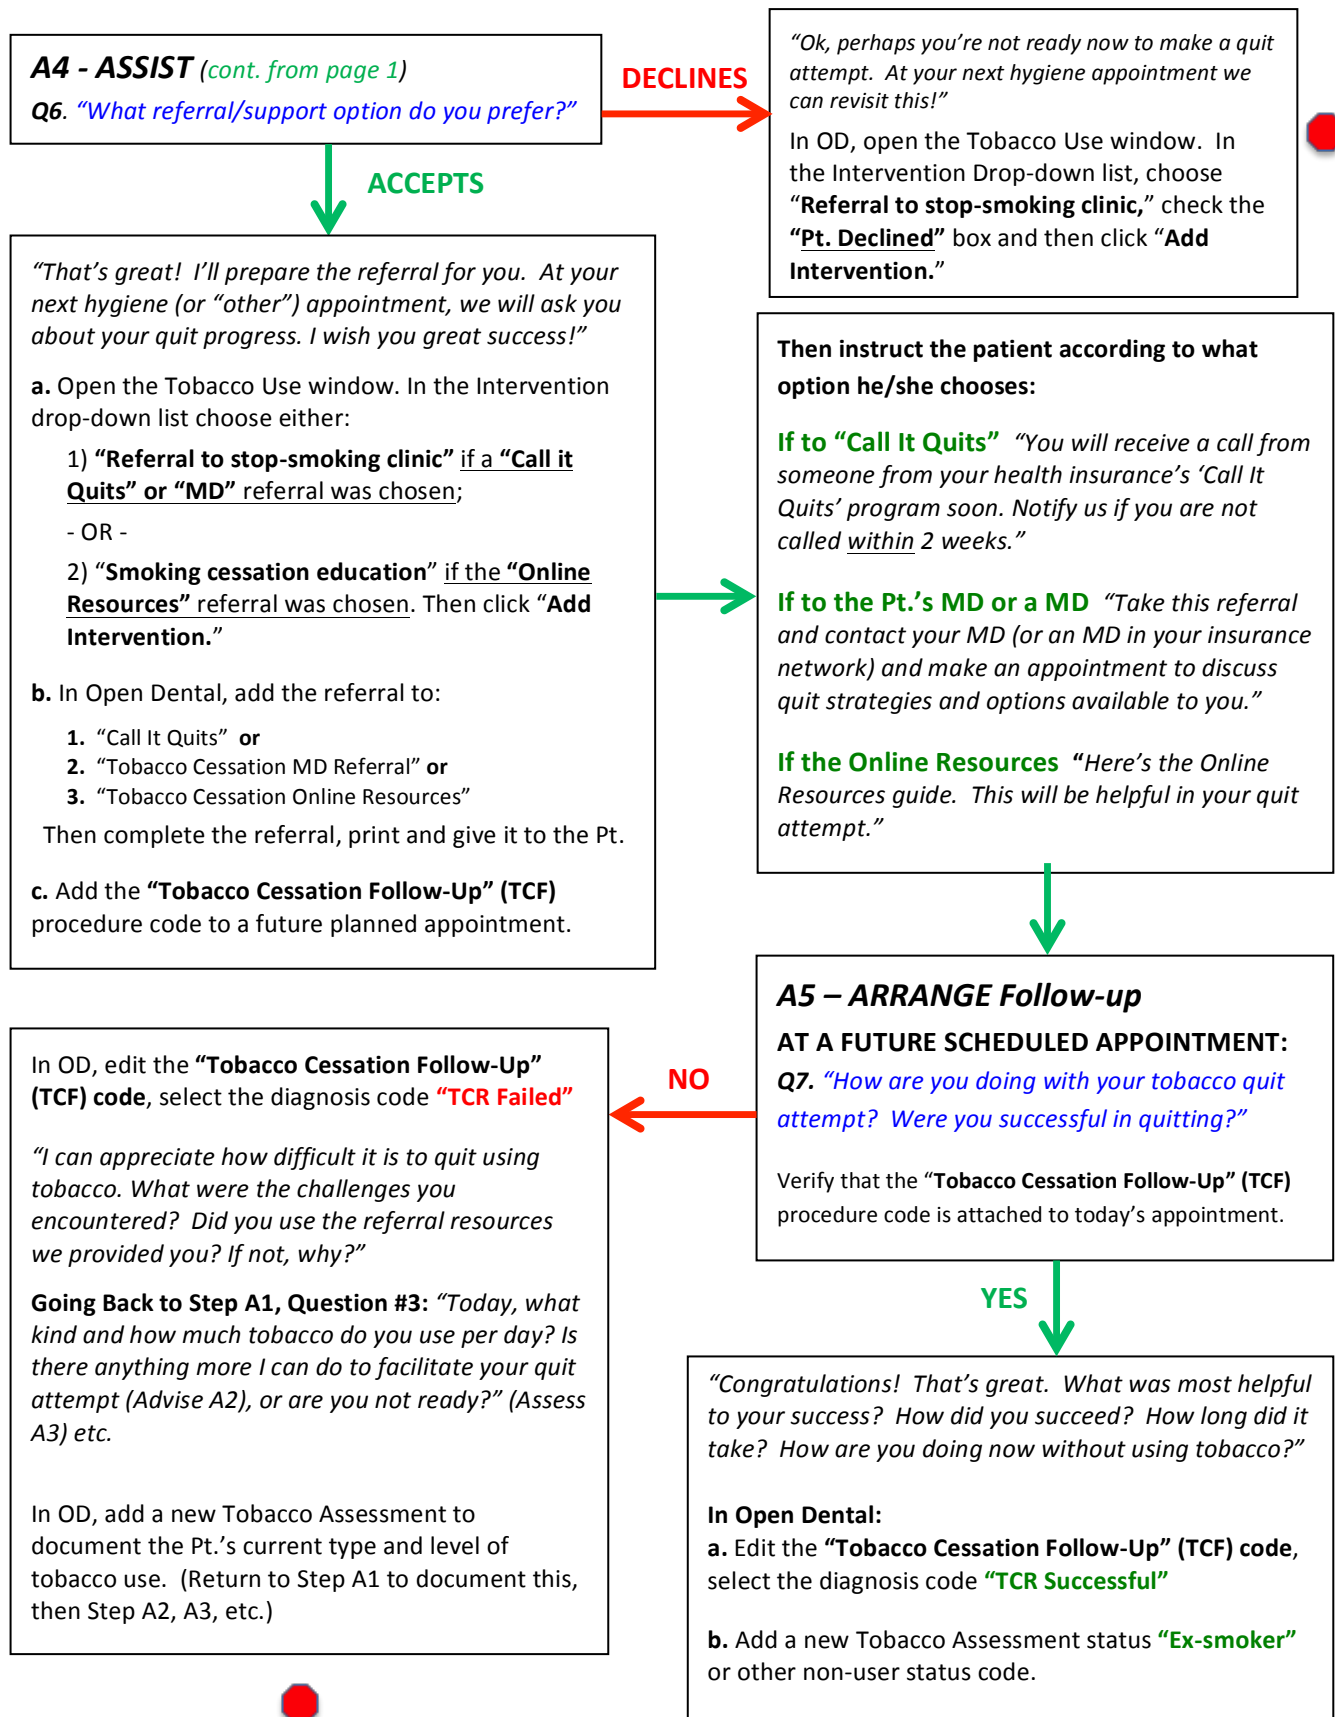 A4 - ASSIST (cont. from page 1)
Q6. “What referral/support option do you prefer?”
DECLINES
“Ok, perhaps you’re not ready now to make a quit
attempt.  At your next hygiene appointment we
can revisit this!”
In OD, open the Tobacco Use window.  In
the Intervention Drop-down list, choose
“Referral to stop-smoking clinic,” check the
“Pt. Declined” box and then click “Add
Intervention.”
ACCEPTS
“That’s great!  I’ll prepare the referral for you.  At your
next hygiene (or “other”) appointment, we will ask you
about your quit progress. I wish you great success!”
a. Open the Tobacco Use window. In the Intervention
drop-down list choose either:
1) “Referral to stop-smoking clinic” if a “Call it
Quits” or “MD” referral was chosen;
- OR -
2) “Smoking cessation education” if the “Online
Resources” referral was chosen. Then click “Add
Intervention.”
b. In Open Dental, add the referral to:
1. “Call It Quits”  or
2. “Tobacco Cessation MD Referral” or
3. “Tobacco Cessation Online Resources”
Then complete the referral, print and give it to the Pt.
c. Add the “Tobacco Cessation Follow-Up” (TCF)
procedure code to a future planned appointment.
Then instruct the patient according to what
option he/she chooses:
If to “Call It Quits”  “You will receive a call from
someone from your health insurance’s ‘Call It
Quits’ program soon. Notify us if you are not
called within 2 weeks.”
If to the Pt.’s MD or a MD  “Take this referral
and contact your MD (or an MD in your insurance
network) and make an appointment to discuss
quit strategies and options available to you.”
If the Online Resources  “Here’s the Online
Resources guide.  This will be helpful in your quit
attempt.”
A5 – ARRANGE Follow-up
AT A FUTURE SCHEDULED APPOINTMENT:
Q7. “How are you doing with your tobacco quit
attempt?  Were you successful in quitting?”
Verify that the “Tobacco Cessation Follow-Up” (TCF)
procedure code is attached to today’s appointment.
NO
In OD, edit the “Tobacco Cessation Follow-Up”
(TCF) code, select the diagnosis code “TCR Failed”
“I can appreciate how difficult it is to quit using
tobacco. What were the challenges you
encountered?  Did you use the referral resources
we provided you? If not, why?”
Going Back to Step A1, Question #3: “Today, what
kind and how much tobacco do you use per day? Is
there anything more I can do to facilitate your quit
attempt (Advise A2), or are you not ready?” (Assess
A3) etc.
In OD, add a new Tobacco Assessment to
document the Pt.’s current type and level of
tobacco use.  (Return to Step A1 to document this,
then Step A2, A3, etc.)
YES
“Congratulations!  That’s great.  What was most helpful
to your success?  How did you succeed?  How long did it
take?  How are you doing now without using tobacco?”
In Open Dental:
a. Edit the “Tobacco Cessation Follow-Up” (TCF) code,
select the diagnosis code “TCR Successful”
b. Add a new Tobacco Assessment status “Ex-smoker”
or other non-user status code.